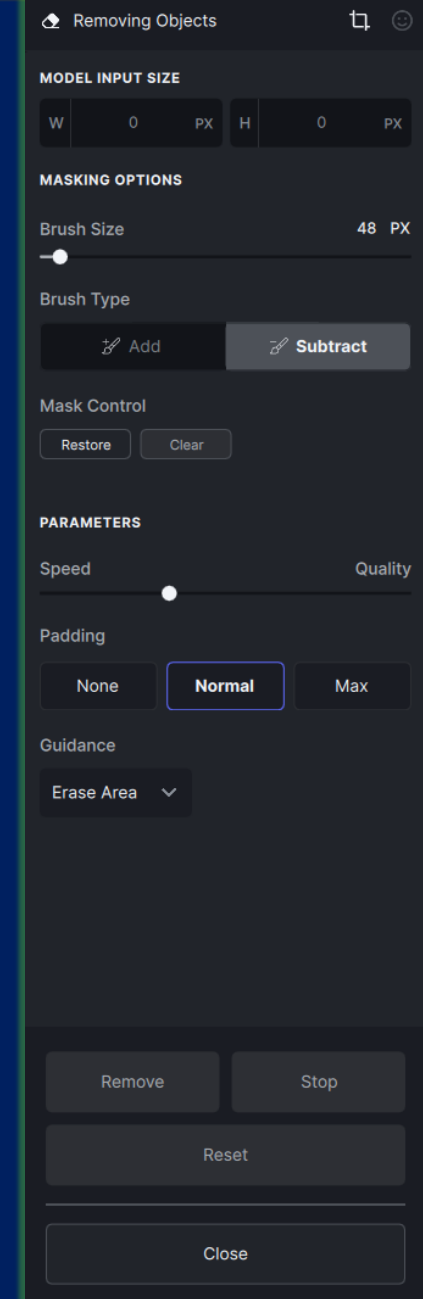 Removing Objects
MODEL INPUT SIZE
W 0 PX H 0 PX
MASKING OPTIONS
Brush Size 48 PX
Brush Type
Add Subtract
Mask Control
Restore Clear
PARAMETERS
Speed Quality
Padding
None Normal Max
Guidance
Erase Area
Remove Stop
Reset
Close